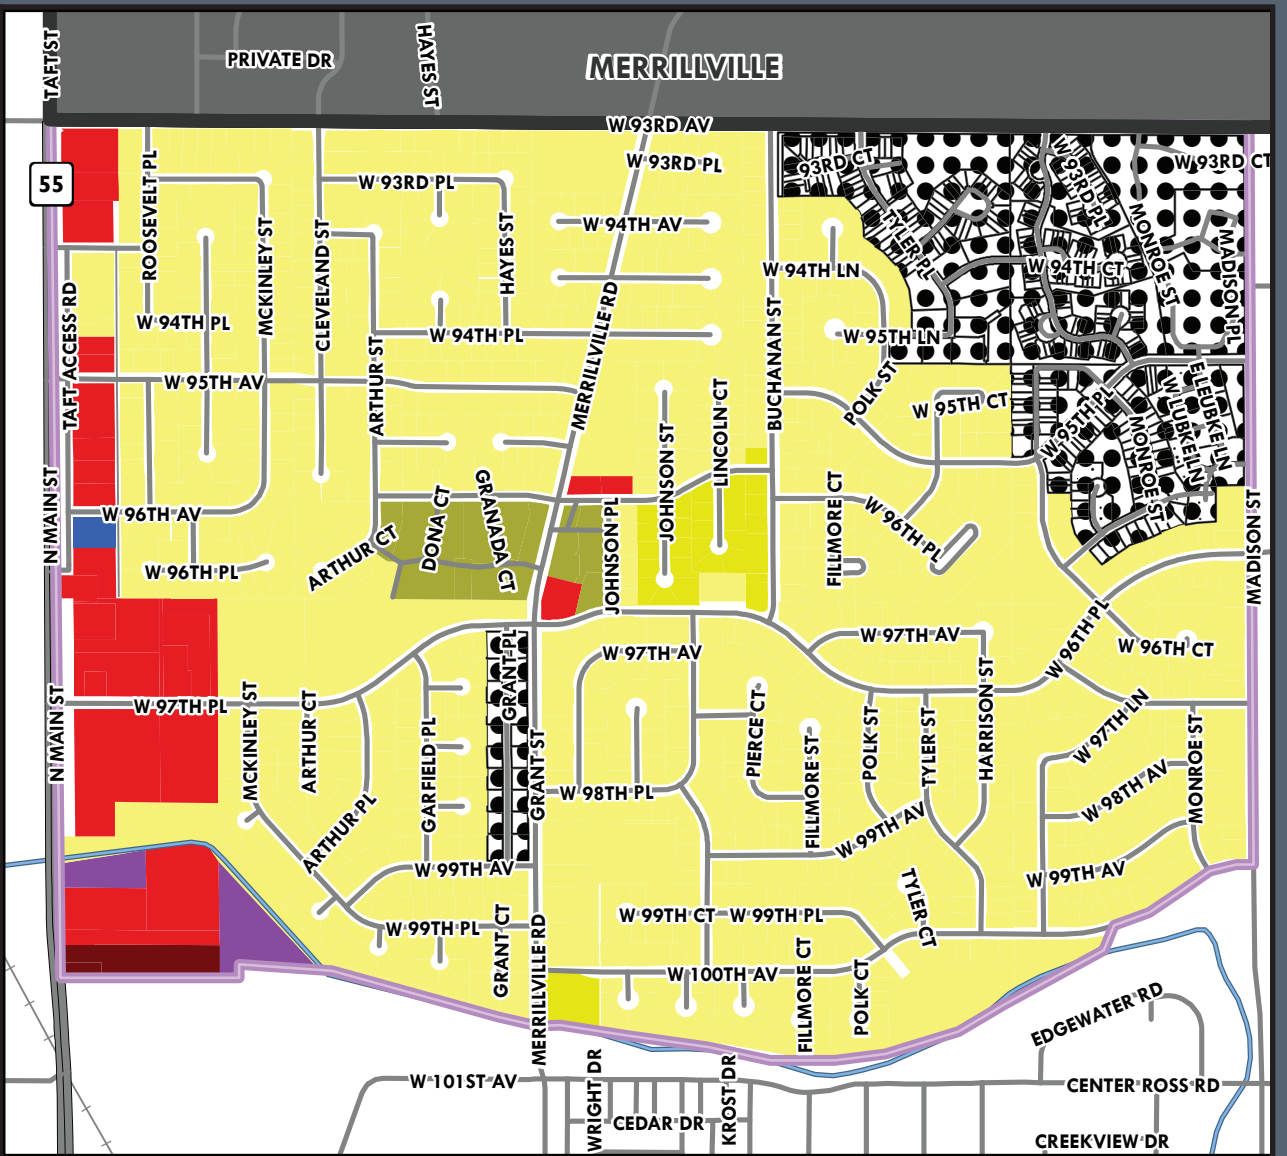 TAFT ST
PRIVATE DR
HAYES ST
MERRILLVILLE
W 93RD AV
55
ROOSEVELT PL
W 93RD PL
W 93RD PL
93RD CT
W 93RD PL
W 93RD CT
MCKINLEY ST
CLEVELAND ST
HAYES ST
W 94TH AV
TYLER PL
MONROE ST
MADISON PL
W 94TH LN
W 94TH CT
TAFT ACCESS RD
W 94TH PL
W 94TH PL
MERRILLVILLE RD
BUCHANAN ST
W 95TH LN
ARTHUR ST
W 95TH AV
LINCOLN CT
POLK ST
W 95TH CT
W 95TH PL
MONROE ST
W LUBKE LN
E LEUBKE LN
JOHNSON ST
N MAIN ST
W 96TH AV
DONA CT
GRANADA CT
ARTHUR CT
JOHNSON PL
FILLMORE CT
W 96TH PL
MADISON ST
W 96TH PL
W 96TH PL
W 97TH AV
W 96TH CT
GRANT PL
W 97TH AV
N MAIN ST
W 97TH PL
MCKINLEY ST
ARTHUR CT
GARFIELD PL
GRANT ST
PIERCE CT
FILLMORE ST
POLK ST
TYLER ST
HARRISON ST
W 97TH LN
MONROE ST
W 98TH PL
W 98TH AV
ARTHUR PL
W 99TH AV
W 99TH AV
W 99TH AV
W 99TH PL
GRANT CT
MERRILLVILLE RD
W 99TH CT
W 99TH PL
TYLER CT
W 100TH AV
FILLMORE CT
POLK CT
EDGEWATER RD
W 101ST AV
WRIGHT DR
CEDAR DR
KROST DR
CENTER ROSS RD
CREEKVIEW DR